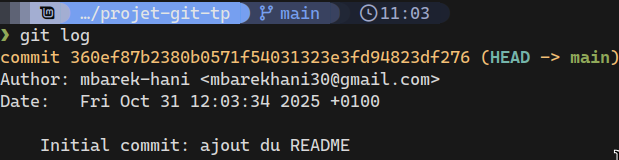 …/projet-git-tp main 11:03
❯ git log
commit 360ef87b2380b0571f54031323e3fd94823df276 (HEAD -> main)
Author: mbarek-hani <mbarekhani30@gmail.com>
Date:   Fri Oct 31 12:03:34 2025 +0100
Initial commit: ajout du README